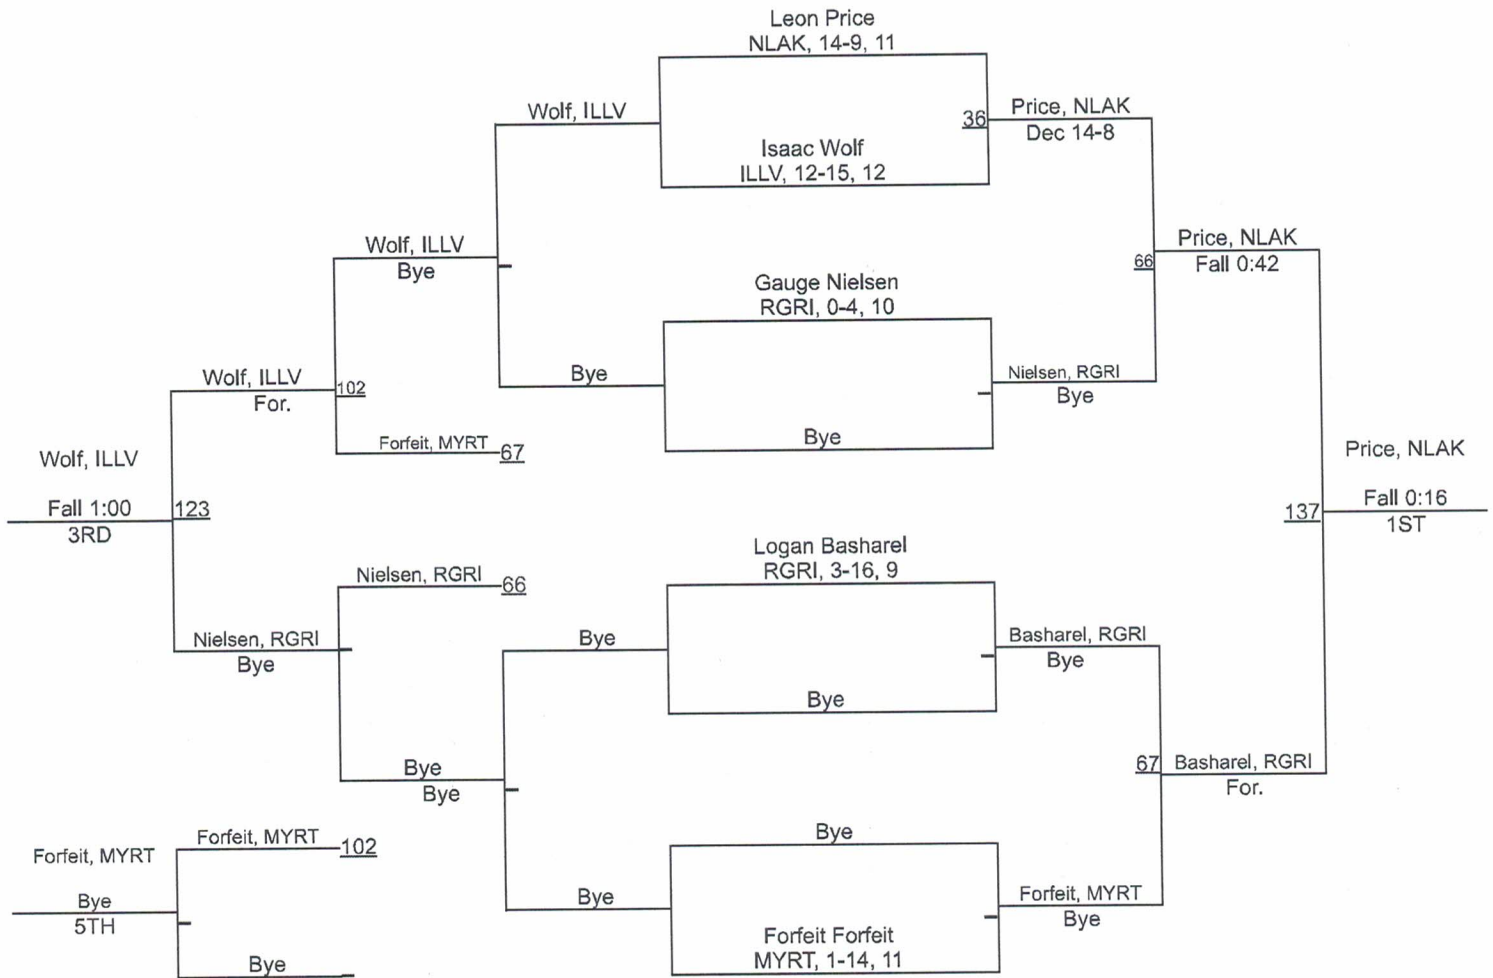 Leon Price
NLAK, 14-9, 11
Wolf, ILLV
36
Price, NLAK
Dec 14-8
Isaac Wolf
ILLV, 12-15, 12
Wolf, ILLV
Bye
Price, NLAK
66
Fall 0:42
Gauge Nielsen
RGRI, 0-4, 10
Wolf, ILLV
102
For.
Bye
Nielsen, RGRI
Bye
Bye
Forfeit, MYRT
67
Wolf, ILLV
Price, NLAK
Fall 1:00
123
3RD
137
Fall 0:16
1ST
Logan Basharel
RGRI, 3-16, 9
Nielsen, RGRI
66
Nielsen, RGRI
Bye
Bye
Basharel, RGRI
Bye
Bye
Bye
Bye
67
Basharel, RGRI
For.
Forfeit, MYRT
102
Bye
Forfeit, MYRT
Bye
5TH
Bye
Forfeit, MYRT
Bye
Forfeit Forfeit
MYRT, 1-14, 11
Bye